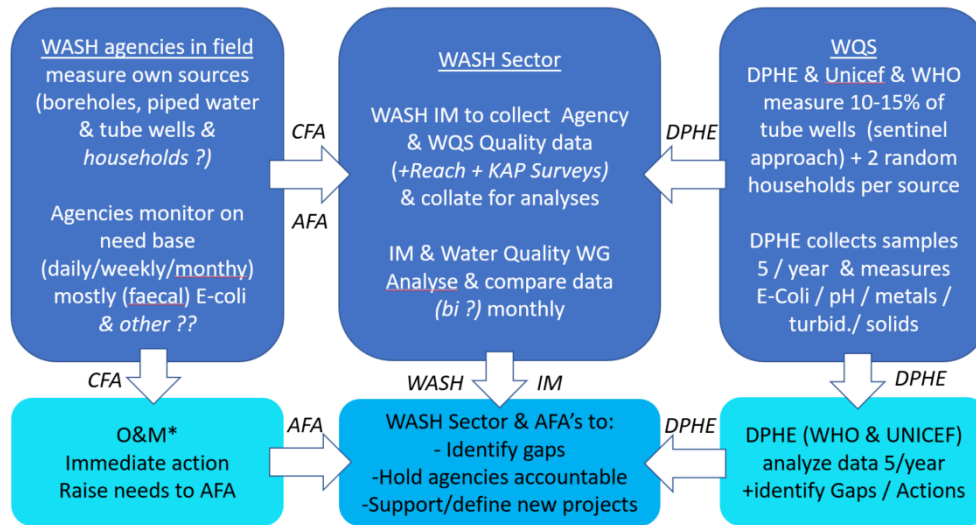 WASH agencies in field
measure own sources
(boreholes, piped water
& tube wells & households ?)
Agencies monitor on
need base
(daily/weekly/monthy)
mostly (faecal) E-coli
& other ??
CFA
AFA
WASH Sector
WASH IM to collect Agency
& WQS Quality data
(+Reach + KAP Surveys)
& collate for analyses
IM & Water Quality WG
Analyse & compare data
(bi ?) monthly
DPHE
WQS
DPHE & Unicef & WHO
measure 10-15% of
tube wells (sentinel
approach) + 2 random
households per source
DPHE collects samples
5 / year & measures
E-Coli / pH / metals /
turbid./ solids
CFA
WASH
IM
DPHE
O&M*
Immediate action
Raise needs to AFA
AFA
WASH Sector & AFA's to:
- Identify gaps
-Hold agencies accountable
-Support/define new projects
DPHE
DPHE (WHO & UNICEF)
analyze data 5/year
+identify Gaps / Actions